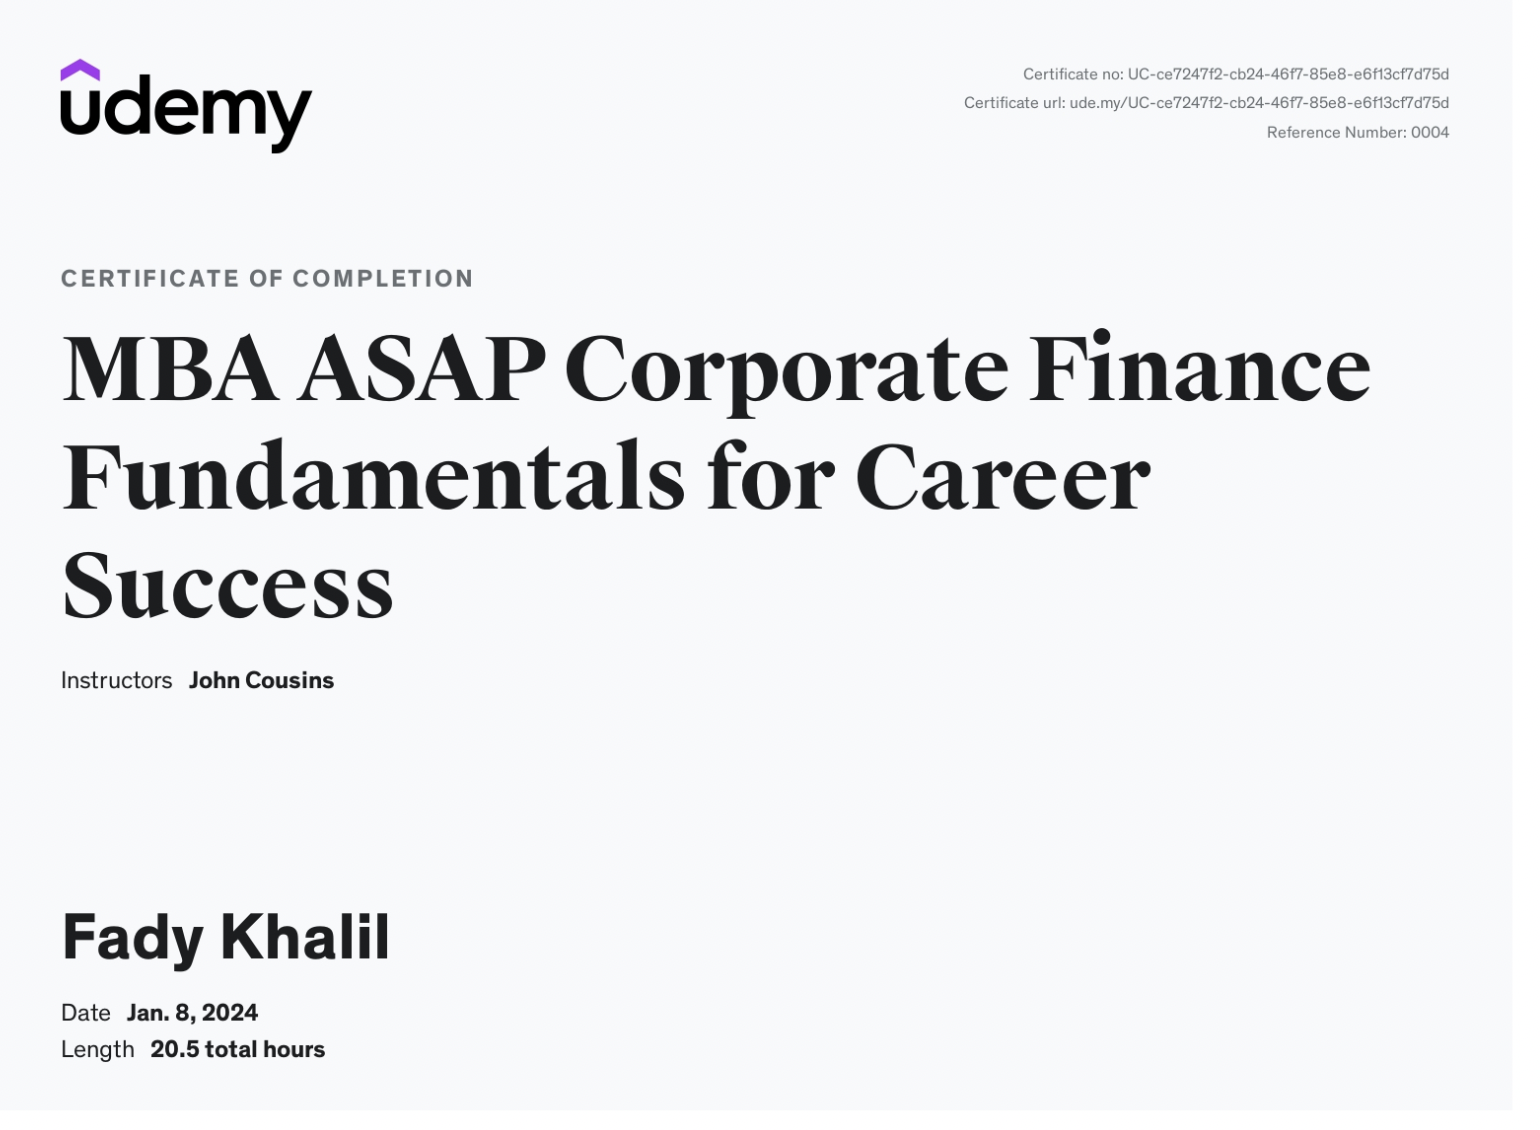 udemy
Certificate no: UC-ce7247f2-cb24-46f7-85e8-e6f13cf7d75d
Certificate url: ude.my/UC-ce7247f2-cb24-46f7-85e8-e6f13cf7d75d
Reference Number: 0004
CERTIFICATE OF COMPLETION
MBA ASAP Corporate Finance
Fundamentals for Career
Success
Instructors John Cousins
Fady Khalil
Date Jan. 8, 2024
Length 20.5 total hours